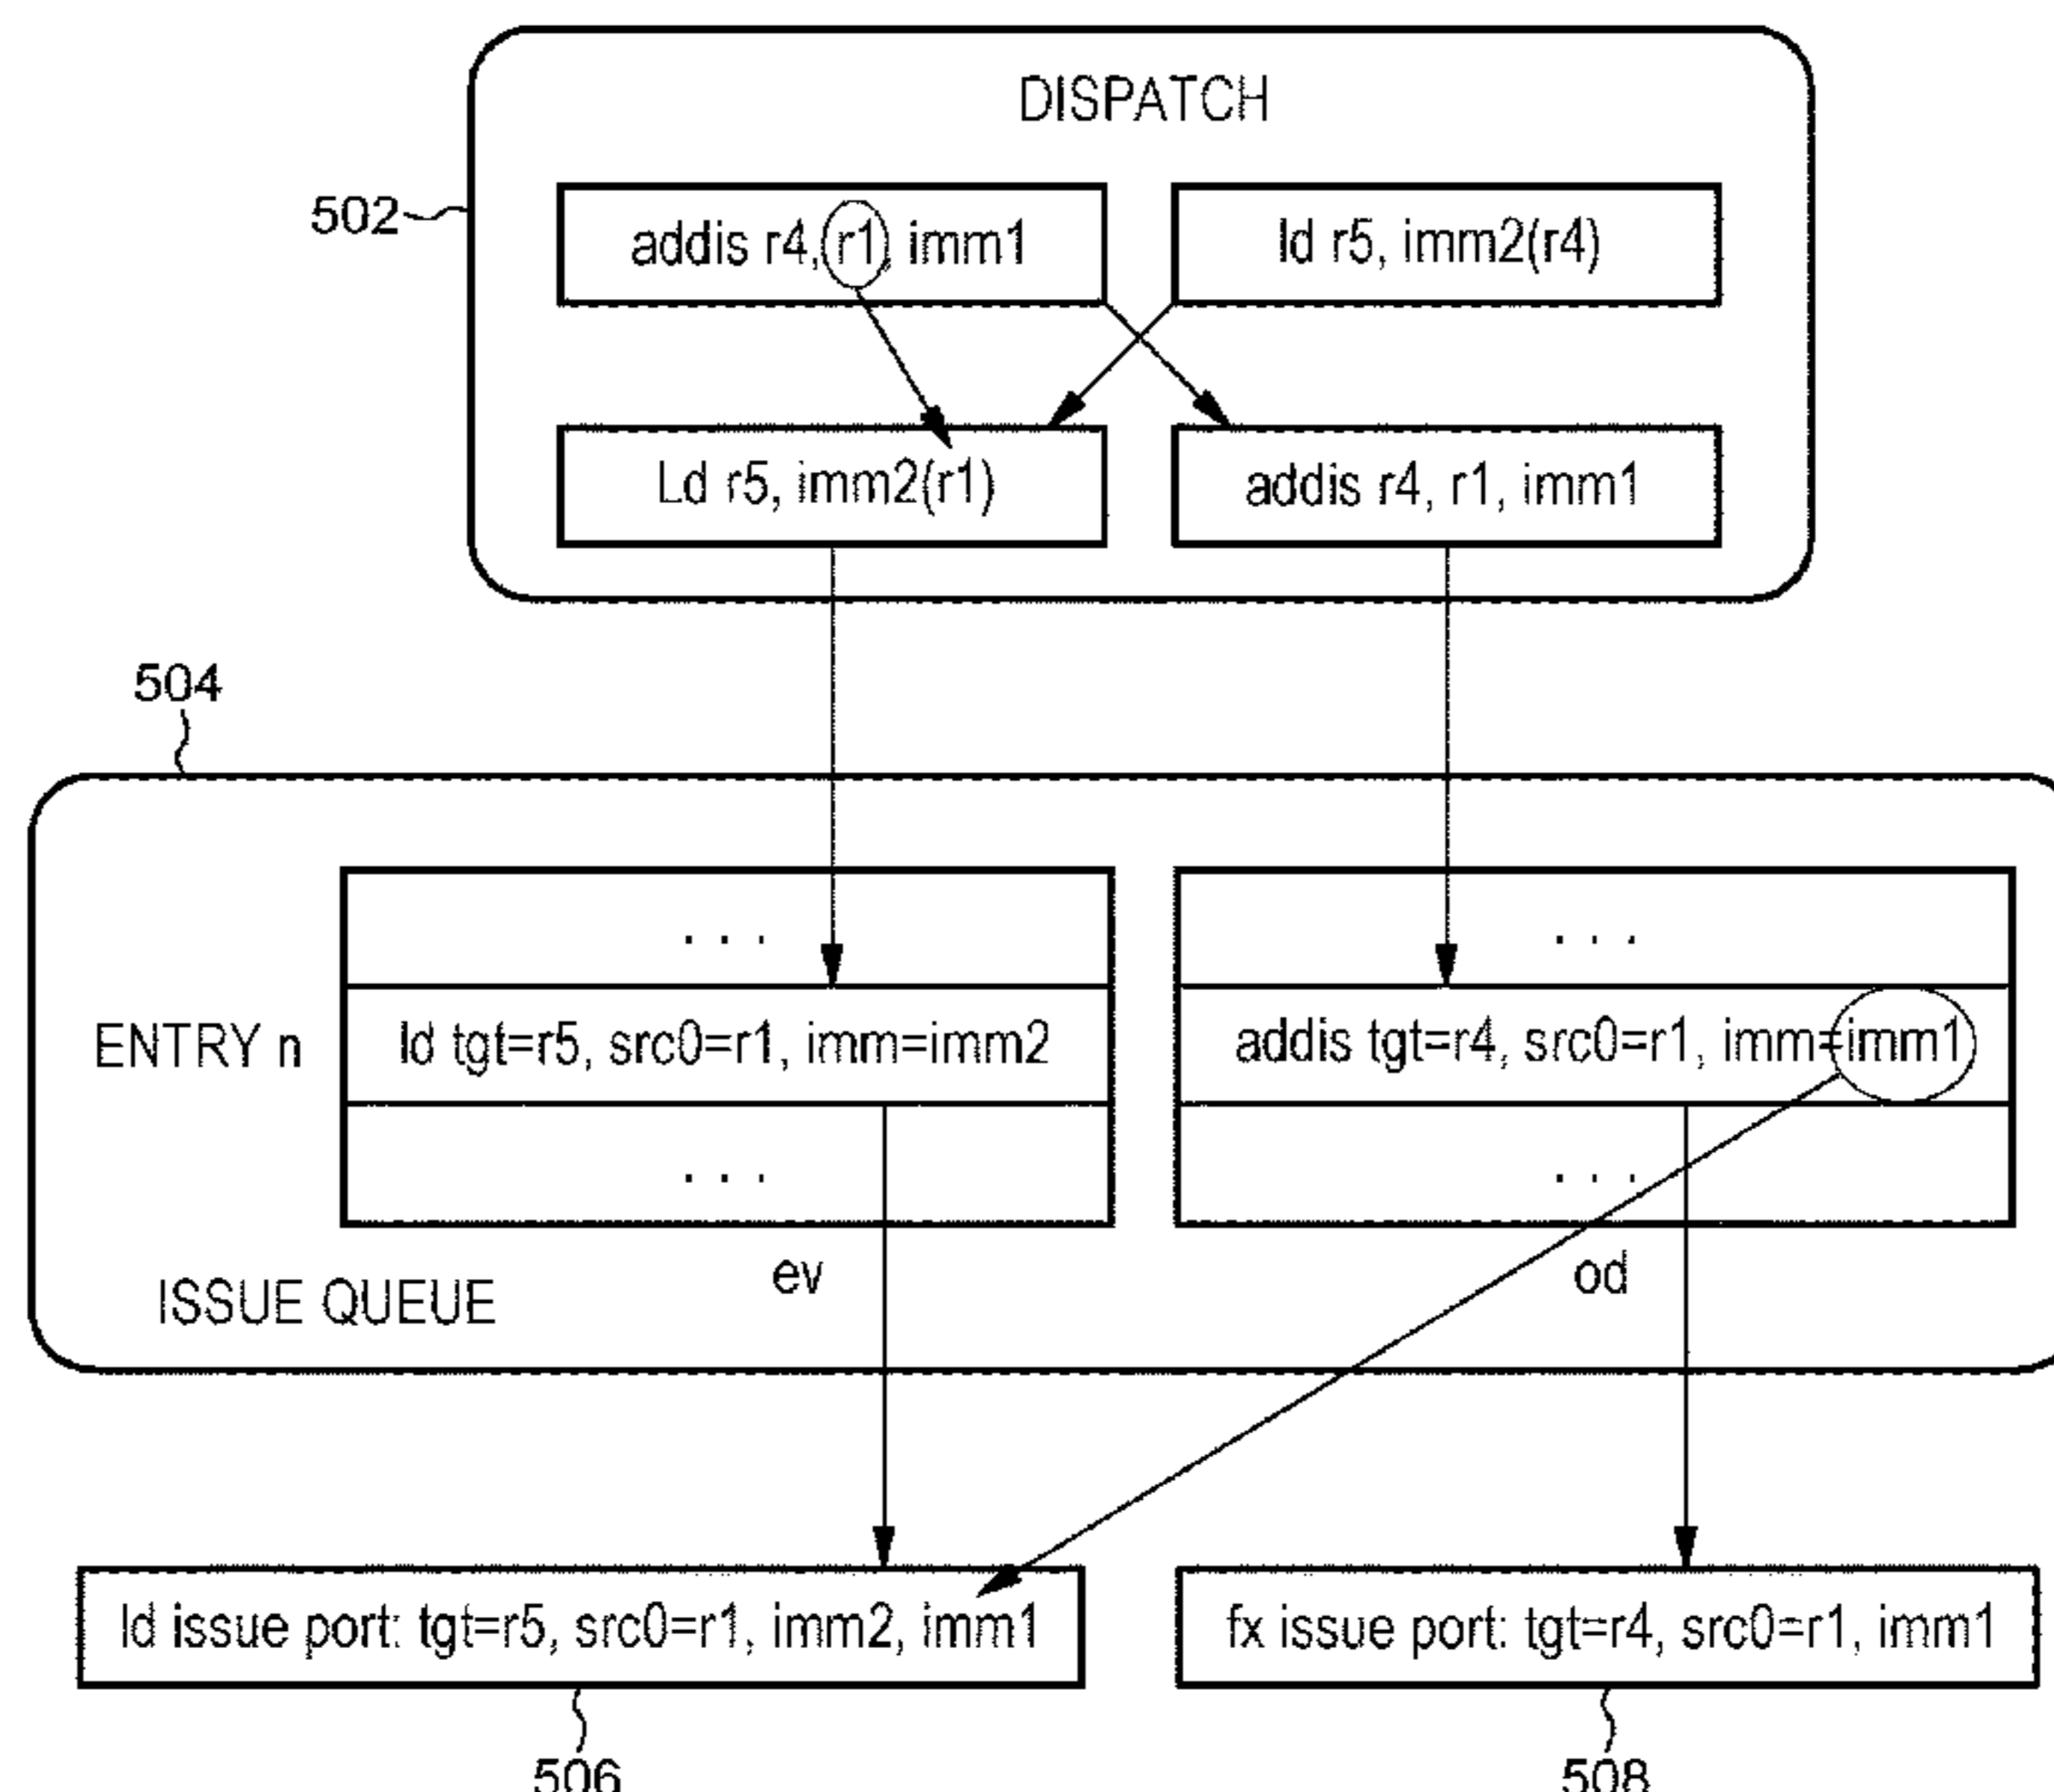 DISPATCH
502
addis r4, r1, imm1
ld r5, imm2(r4)
Ld r5, imm2(r1)
addis r4, r1, imm1
504
. . .
. . .
ENTRY n
ld tgt=r5, src0=r1, imm=imm2
addis tgt=r4, src0=r1, imm=imm1
. . .
. . .
ev
od
ISSUE QUEUE
ld issue port: tgt=r5, src0=r1, imm2, imm1
fx issue port: tgt=r4, src0=r1, imm1
506
508